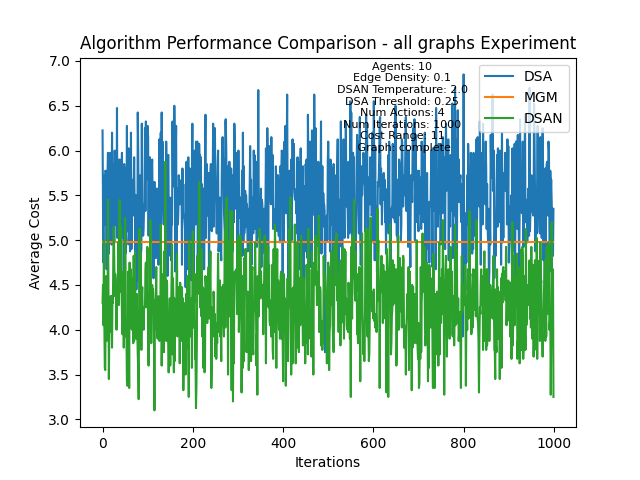 Algorithm Performance Comparison - all graphs Experiment
7.0
6.5
6.0
5.5
5.0
4.5
4.0
3.5
3.0
Average Cost
Agents: 10
Edge Density: 0.1
DSAN Temperature: 2.0
DSA Threshold: 0.25
Num Actions: 4
Num Iterations: 1000
Cost Range: 11
Graph: complete
DSA
MGM
DSAN
0
200
400
600
800
1000
Iterations